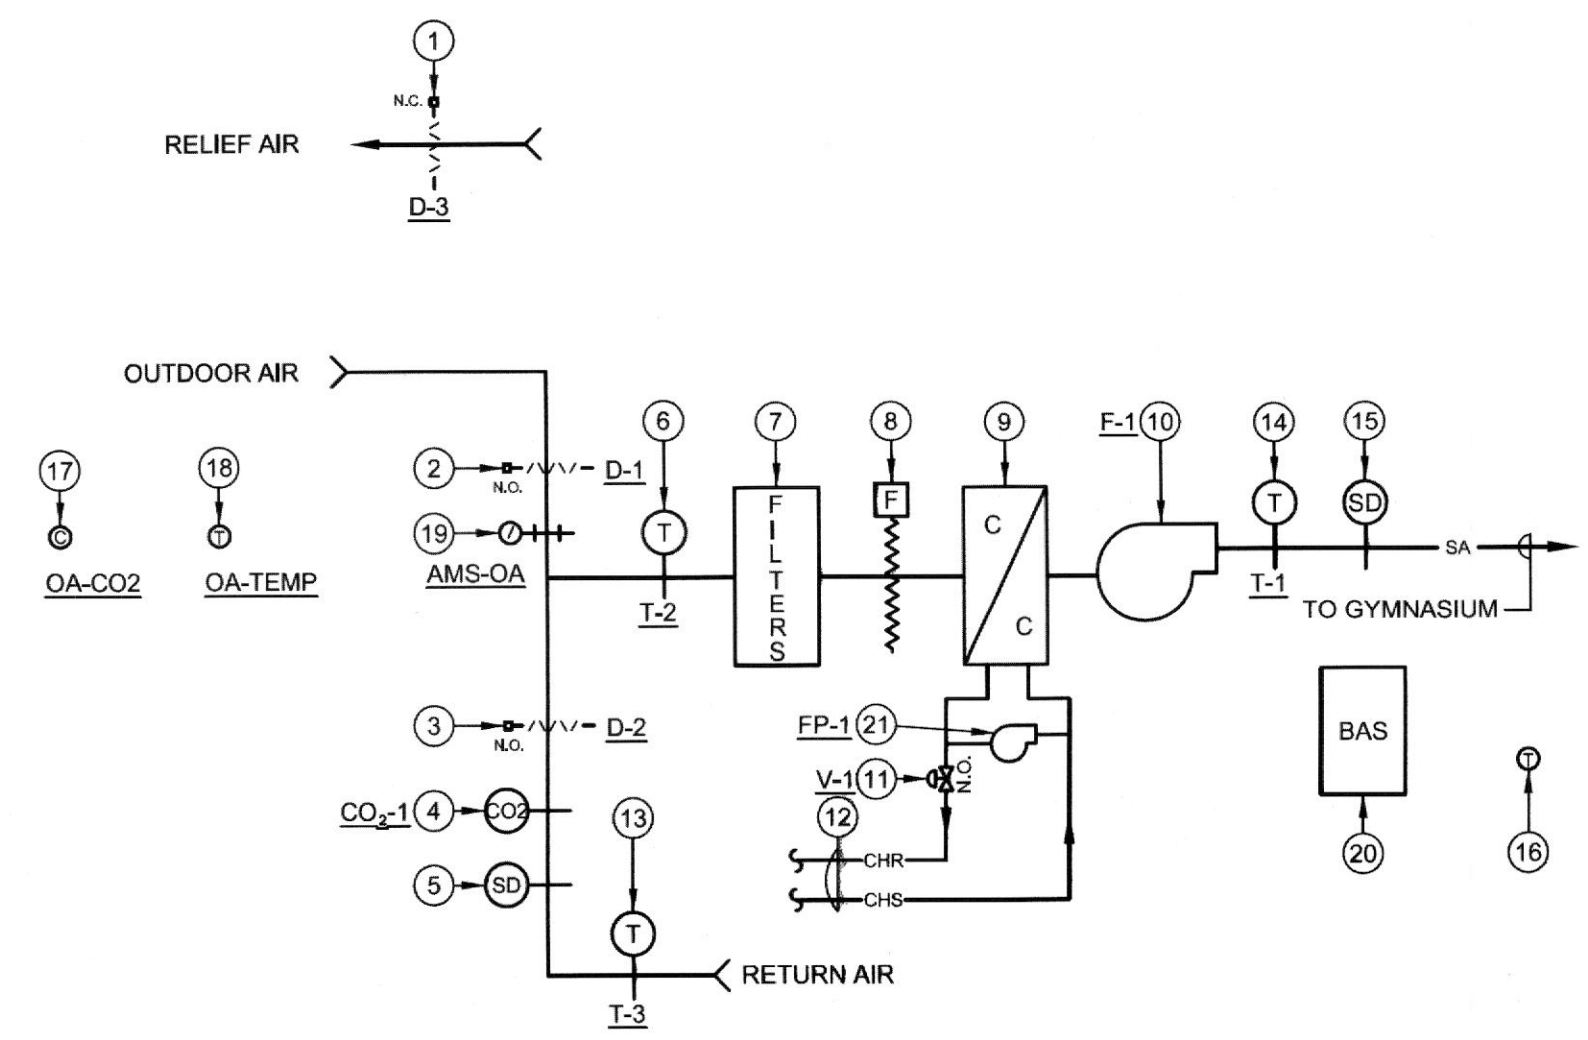 1
N.C.
RELIEF AIR
D-3
OUTDOOR AIR
17
C
OA-CO2
18
T
OA-TEMP
2
N.O.
D-1
19
AMS-OA
6
T
T-2
7
FILTERS
8
F
9
C
C
F-1 10
14
T
T-1
15
SD
SA
TO GYMNASIUM
3
N.O.
D-2
CO₂-1 4
CO2
5
SD
13
T
T-3
RETURN AIR
FP-1 21
V-1 11
N.O.
12
CHR
CHS
BAS
20
T
16